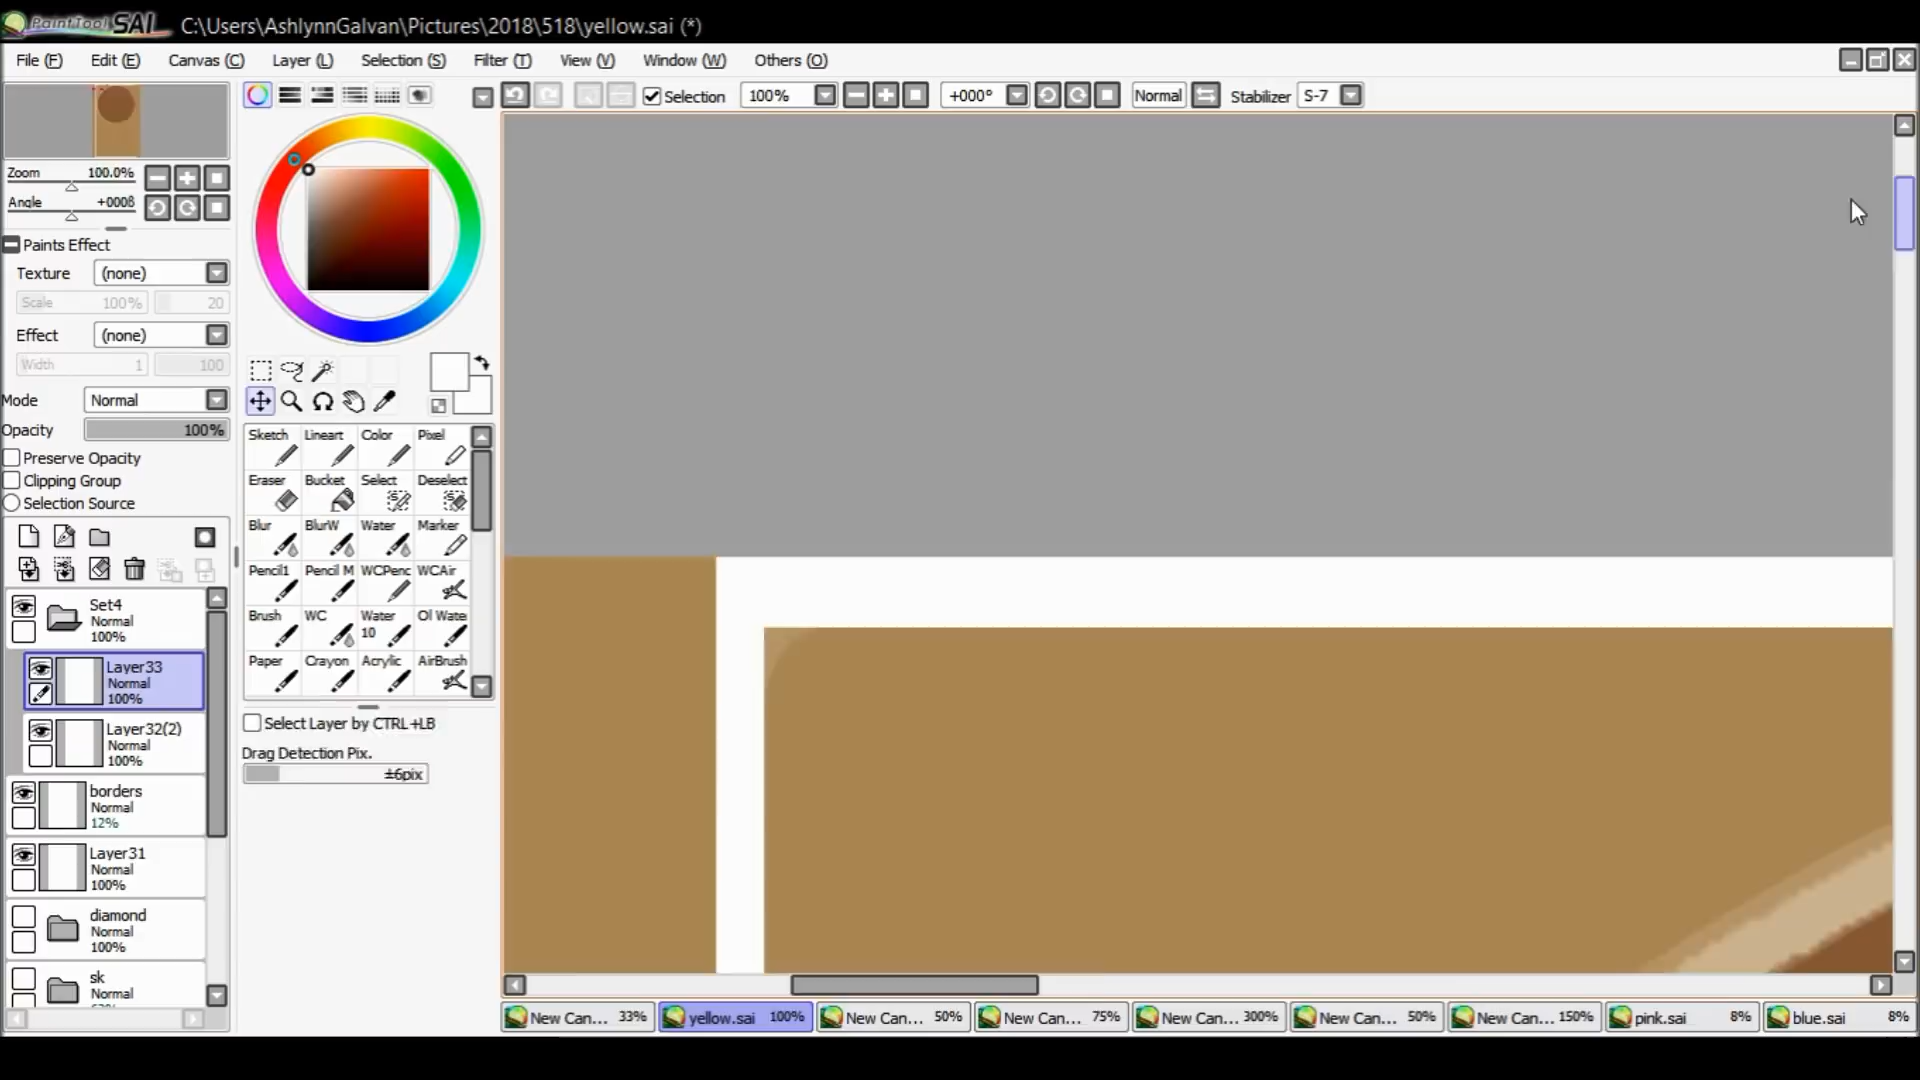 PaintTool SAI C:\Users\AshlynnGalvan\Pictures\2018\518\yellow.sai (*)
File (F) Edit (E) Canvas (C) Layer (L) Selection (S) Filter (T) View (V) Window (W) Others (O)
Selection 100% +000° Normal Stabilizer S-7
Zoom 100.0%
Angle +0008
Paints Effect
Texture (none)
Scale 100% 20
Effect (none)
Width 1 100
Mode Normal
Opacity 100%
Preserve Opacity
Clipping Group
Selection Source
Set4
Normal
100%
Layer33
Normal
100%
Layer32(2)
Normal
100%
borders
Normal
12%
Layer31
Normal
100%
diamond
Normal
100%
sk
Normal
Sketch Lineart Color Pixel
Eraser Bucket Select Deselect
Blur BlurW Water Marker
Pencil1 Pencil M WCPenc WCAir
Brush WC Water 10 Ol Wate
Paper Crayon Acrylic AirBrush
Select Layer by CTRL+LB
Drag Detection Pix.
±6pix
New Can... 33% yellow.sai 100% New Can... 50% New Can... 75% New Can... 300% New Can... 50% New Can... 150% pink.sai 8% blue.sai 8%